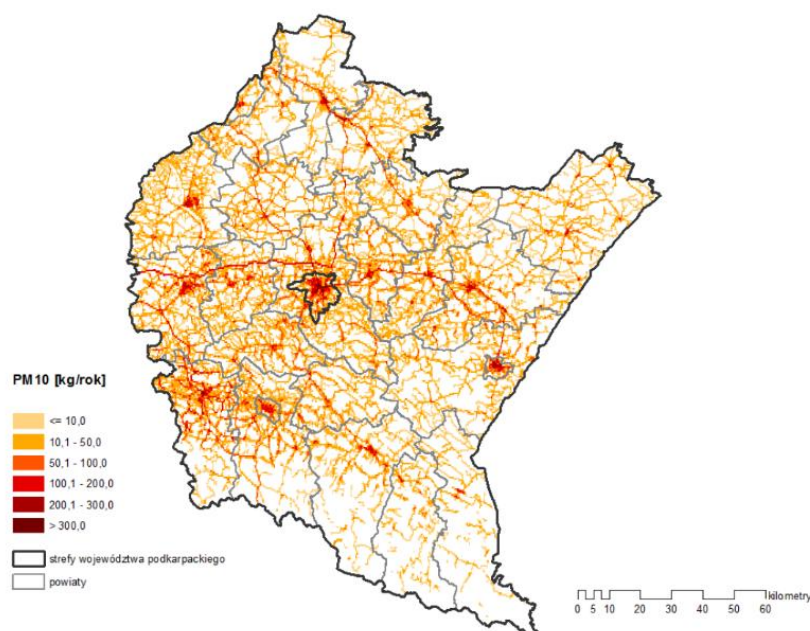 PM10 [kg/rok]
<= 10,0
10,1 - 50,0
50,1 - 100,0
100,1 - 200,0
200,1 - 300,0
> 300,0
strefy województwa podkarpackiego
powiaty
kilometry
0 5 10 20 30 40 50 60